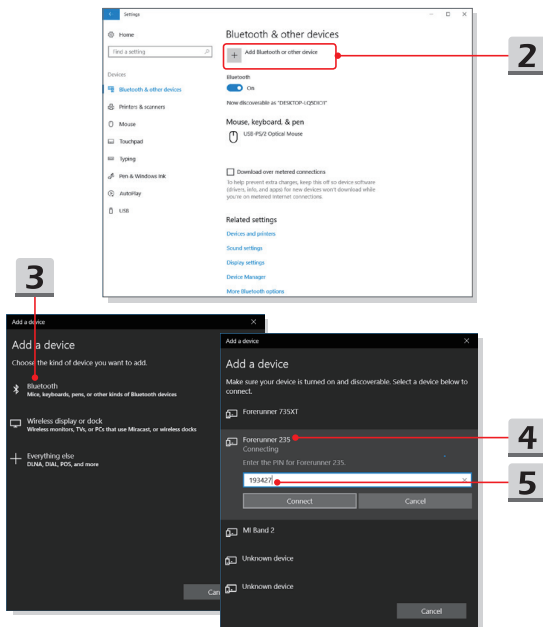 Settings
Home
Find a setting
Devices
Bluetooth & other devices
Printers & scanners
Mouse
Touchpad
Typing
Pen & Windows Ink
AutoPlay
USB
Bluetooth & other devices
Add Bluetooth or other device
2
Bluetooth
On
Now discoverable as "DESKTOP-LQSDICI"
Mouse, keyboard, & pen
USB-PS/2 Optical Mouse
Download over metered connections
To help prevent extra charges, keep this off so device software
(drivers, info, and apps) for new devices won't download while
you're on metered internet connections.
Related settings
Devices and printers
Sound settings
Display settings
Device Manager
More Bluetooth options
3
Add a device
Add a device
Choose the kind of device you want to add.
Bluetooth
Mice, keyboards, pens, or other kinds of Bluetooth devices
Wireless display or dock
Wireless monitors, TVs, or PCs that use Miracast, or wireless docks
Everything else
DLNA, DIAL, POS, and more
Can
Add a device
Add a device
Make sure your device is turned on and discoverable. Select a device below to
connect.
Forerunner 735XT
Forerunner 235
4
Connecting
Enter the PIN for Forerunner 235.
193427
5
Connect
Cancel
MI Band 2
Unknown device
Unknown device
Cancel